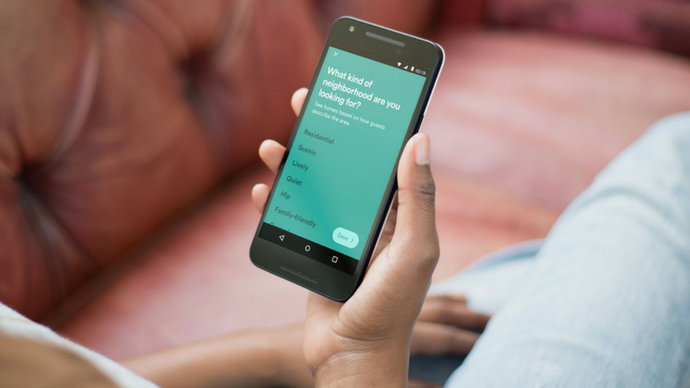 What kind of
neighborhood are you
looking for?
See homes based on how guests
describe the area
Residential
Scenic
Lively
Quiet
Hip
Family-friendly
Save